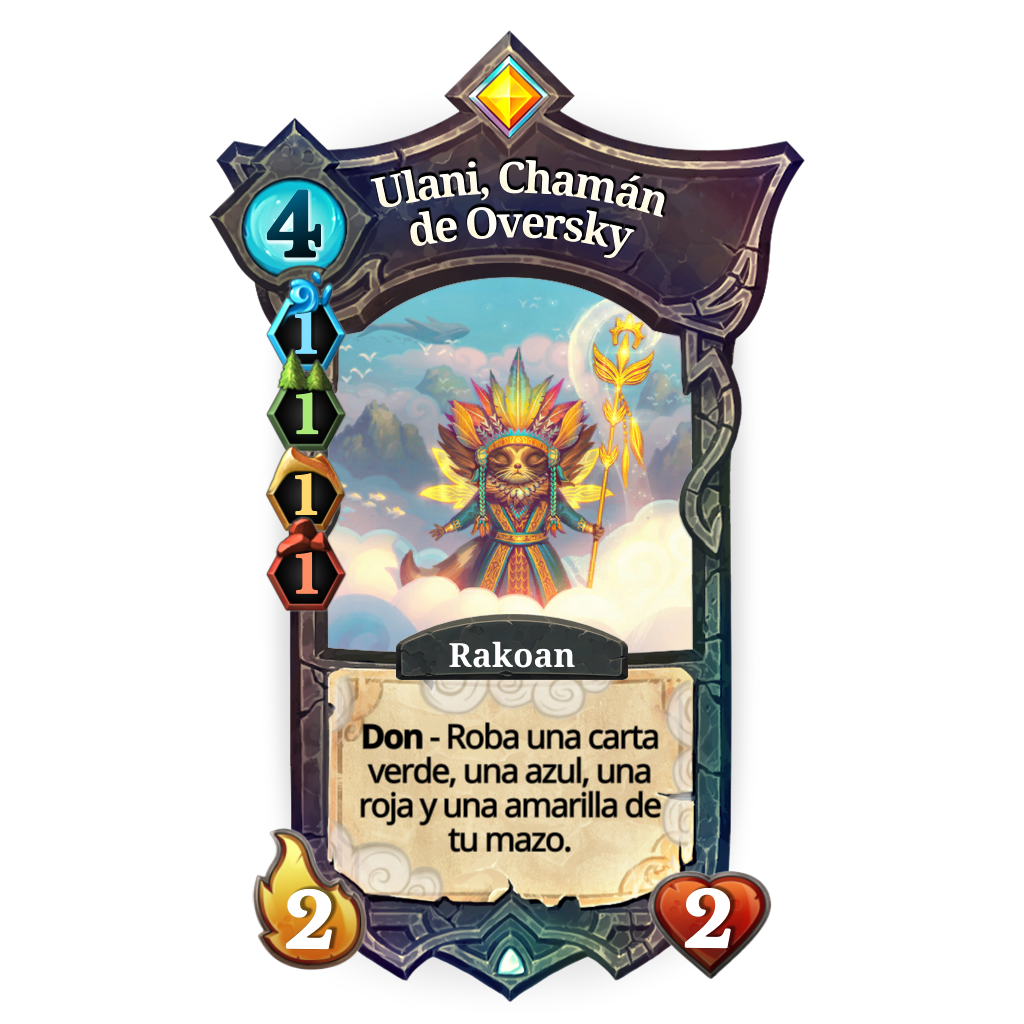 Ulani, Chamán
de Oversky
4
1
1
1
1
Rakoan
Don - Roba una carta
verde, una azul, una
roja y una amarilla de
tu mazo.
2
2